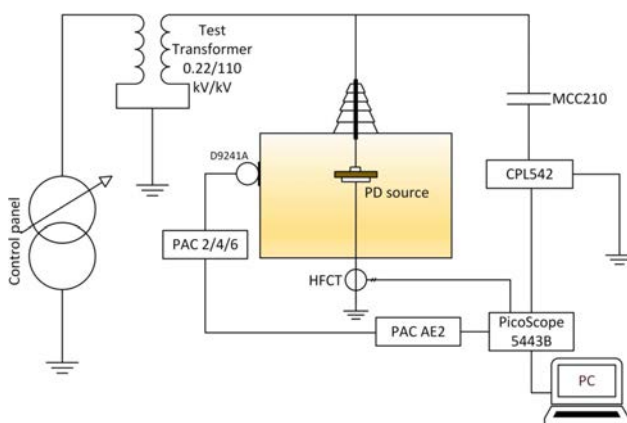 Test
Transformer
0.22/110
kV/kV
MCC210
D9241A
CPL542
PD source
Control panel
PAC 2/4/6
HFCT
PAC AE2
PicoScope
5443B
PC